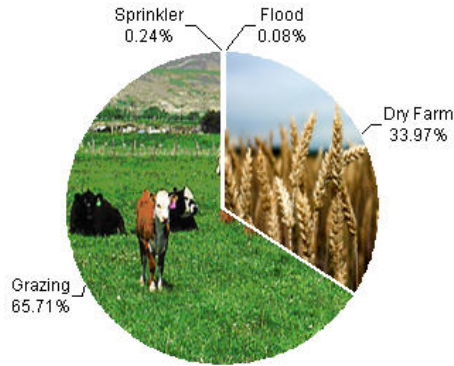 Sprinkler
0.24%
Flood
0.08%
Dry Farm
33.97%
Grazing
65.71%